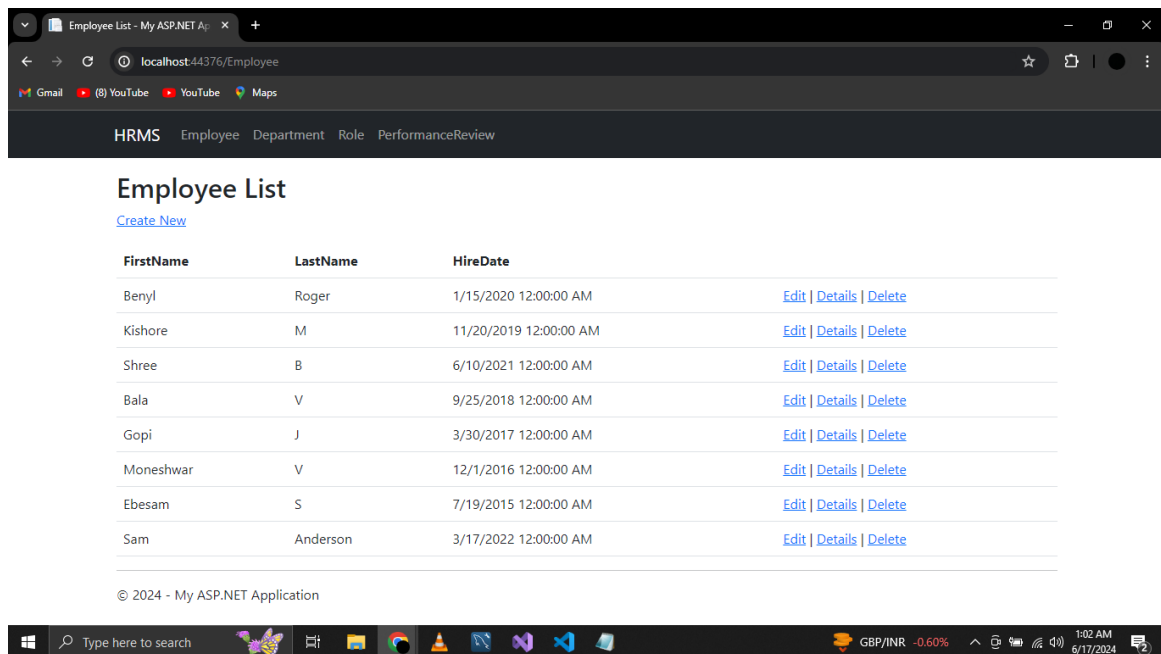 Employee List - My ASP.NET Ap
localhost:44376/Employee
Gmail (8) YouTube YouTube Maps
HRMS Employee Department Role PerformanceReview
Employee List
Create New
FirstName LastName HireDate
Benyl Roger 1/15/2020 12:00:00 AM Edit | Details | Delete
Kishore M 11/20/2019 12:00:00 AM Edit | Details | Delete
Shree B 6/10/2021 12:00:00 AM Edit | Details | Delete
Bala V 9/25/2018 12:00:00 AM Edit | Details | Delete
Gopi J 3/30/2017 12:00:00 AM Edit | Details | Delete
Moneshwar V 12/1/2016 12:00:00 AM Edit | Details | Delete
Ebesam S 7/19/2015 12:00:00 AM Edit | Details | Delete
Sam Anderson 3/17/2022 12:00:00 AM Edit | Details | Delete
© 2024 - My ASP.NET Application
Type here to search GBP/INR -0.60% 1:02 AM
6/17/2024 2